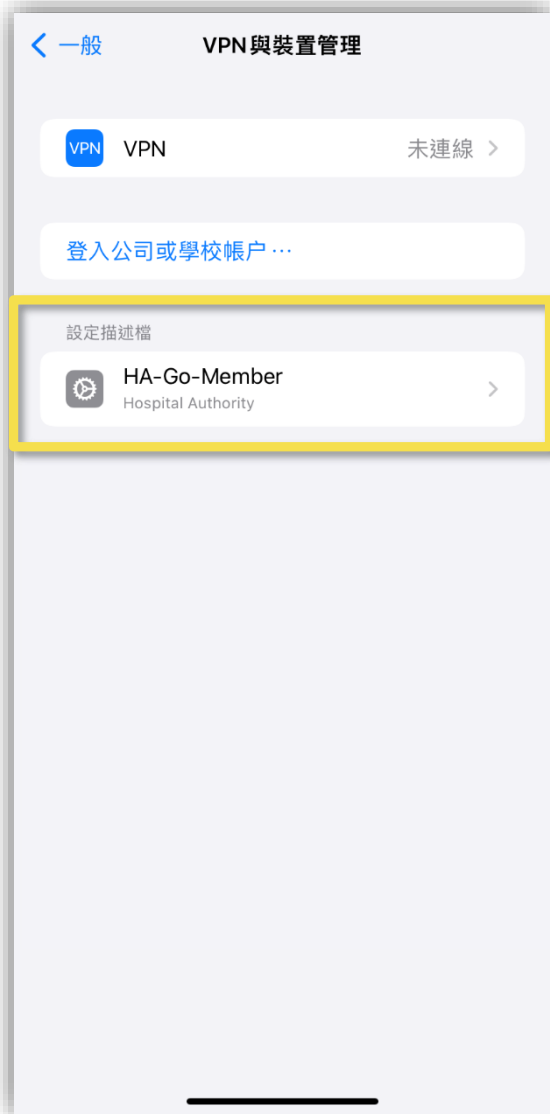 一般
VPN與裝置管理
VPN
VPN
未連線
登入公司或學校帳户…
設定描述檔
HA-Go-Member
Hospital Authority